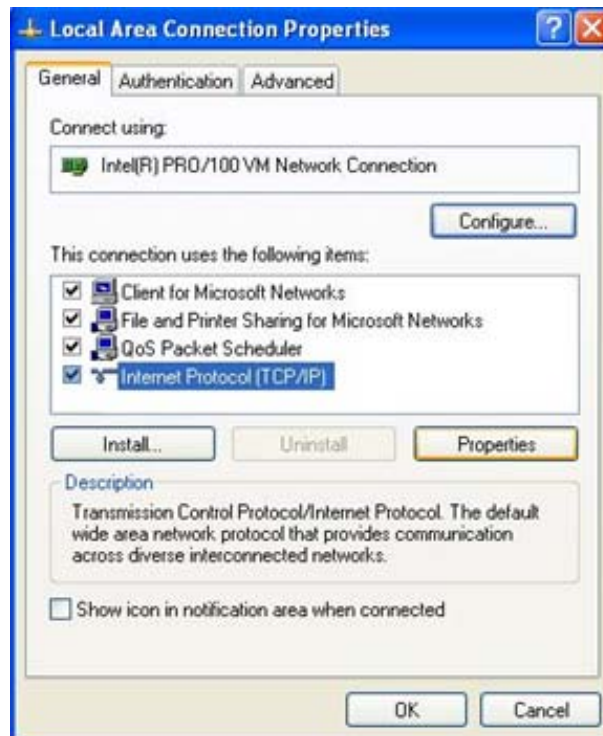 Local Area Connection Properties
General Authentication Advanced
Connect using:
Intel(R) PRO/100 VM Network Connection
Configure...
This connection uses the following items:
Client for Microsoft Networks
File and Printer Sharing for Microsoft Networks
QoS Packet Scheduler
Internet Protocol (TCP/IP)
Install... Uninstall Properties
Description
Transmission Control Protocol/Internet Protocol. The default
wide area network protocol that provides communication
across diverse interconnected networks.
Show icon in notification area when connected
OK Cancel